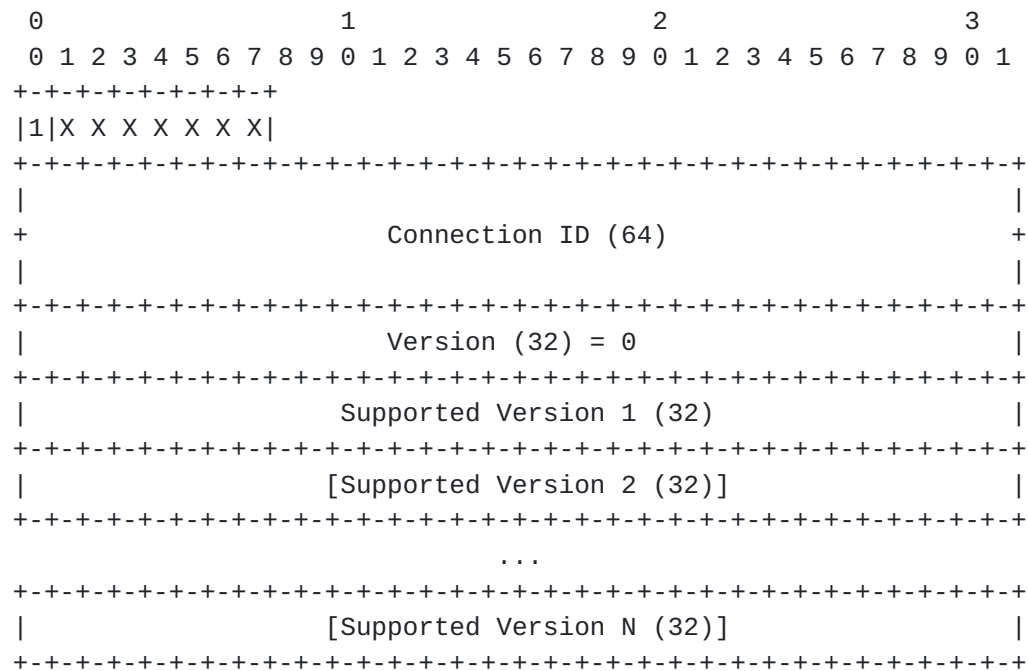 0                   1                   2                   3
 0 1 2 3 4 5 6 7 8 9 0 1 2 3 4 5 6 7 8 9 0 1 2 3 4 5 6 7 8 9 0 1
+-+-+-+-+-+-+-+-+
|1|X X X X X X X|
+-+-+-+-+-+-+-+-+-+-+-+-+-+-+-+-+-+-+-+-+-+-+-+-+-+-+-+-+-+-+-+-+
|                                                               |
+                       Connection ID (64)                      +
|                                                               |
+-+-+-+-+-+-+-+-+-+-+-+-+-+-+-+-+-+-+-+-+-+-+-+-+-+-+-+-+-+-+-+-+
|                       Version (32) = 0                        |
+-+-+-+-+-+-+-+-+-+-+-+-+-+-+-+-+-+-+-+-+-+-+-+-+-+-+-+-+-+-+-+-+
|                    Supported Version 1 (32)                   |
+-+-+-+-+-+-+-+-+-+-+-+-+-+-+-+-+-+-+-+-+-+-+-+-+-+-+-+-+-+-+-+-+
|                   [Supported Version 2 (32)]                  |
+-+-+-+-+-+-+-+-+-+-+-+-+-+-+-+-+-+-+-+-+-+-+-+-+-+-+-+-+-+-+-+-+
                               ...
+-+-+-+-+-+-+-+-+-+-+-+-+-+-+-+-+-+-+-+-+-+-+-+-+-+-+-+-+-+-+-+-+
|                   [Supported Version N (32)]                  |
+-+-+-+-+-+-+-+-+-+-+-+-+-+-+-+-+-+-+-+-+-+-+-+-+-+-+-+-+-+-+-+-+